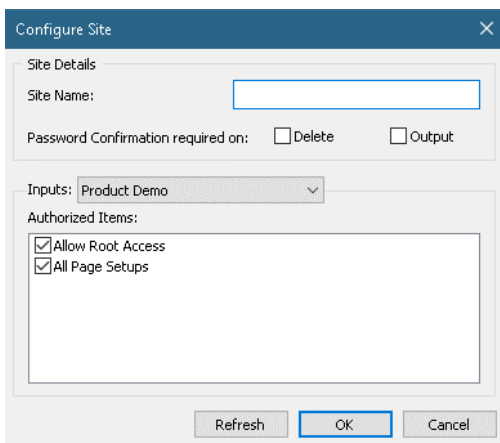 Configure Site
Site Details
Site Name:
Password Confirmation required on: Delete Output
Inputs: Product Demo
Authorized Items:
Allow Root Access
All Page Setups
Refresh OK Cancel